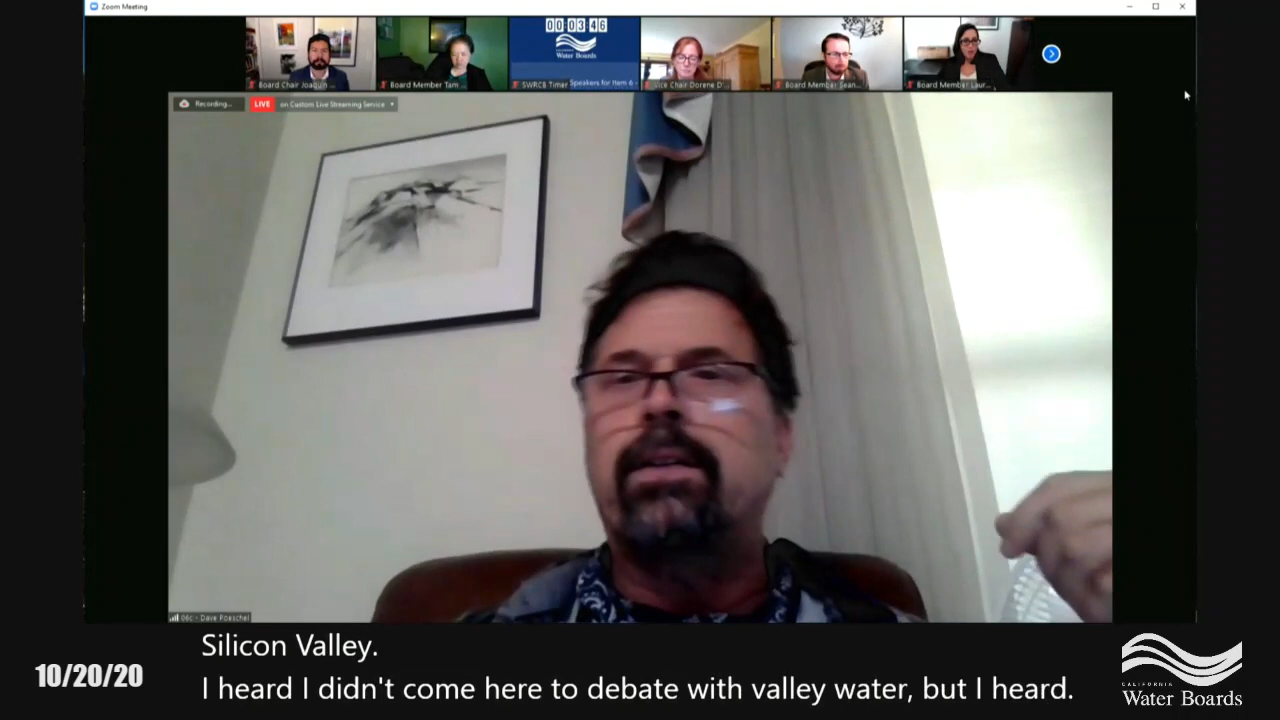 Zoom Meeting
Board Chair Joaquin ...
Board Member Tam ...
00:03:46
CALIFORNIA
Water Boards
SWRCB Timer Speakers for Item 6 -
Vice Chair Dorene D'...
Board Member Sean...
Board Member Laur...
Recording...
LIVE on Custom Live Streaming Service
06c - Dave Roeschel
Silicon Valley.
I heard I didn't come here to debate with valley water, but I heard.
10/20/20
CALIFORNIA
Water Boards